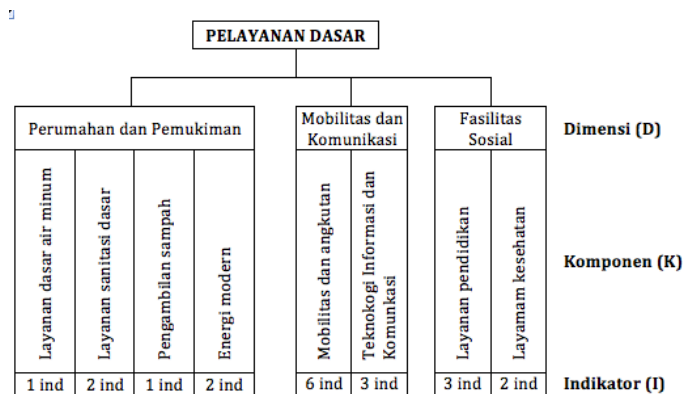 PELAYANAN DASAR
Perumahan dan Pemukiman
Mobilitas dan
Komunikasi
Fasilitas
Sosial
Dimensi (D)
Layanan dasar air minum
Layanan sanitasi dasar
Pengambilan sampah
Energi modern
Mobilitas dan angkutan
Teknokogi Informasi dan
Komunkasi
Layanan pendidikan
Layamam kesehatan
Komponen (K)
1 ind
2 ind
1 ind
2 ind
6 ind
3 ind
3 ind
2 ind
Indikator (I)